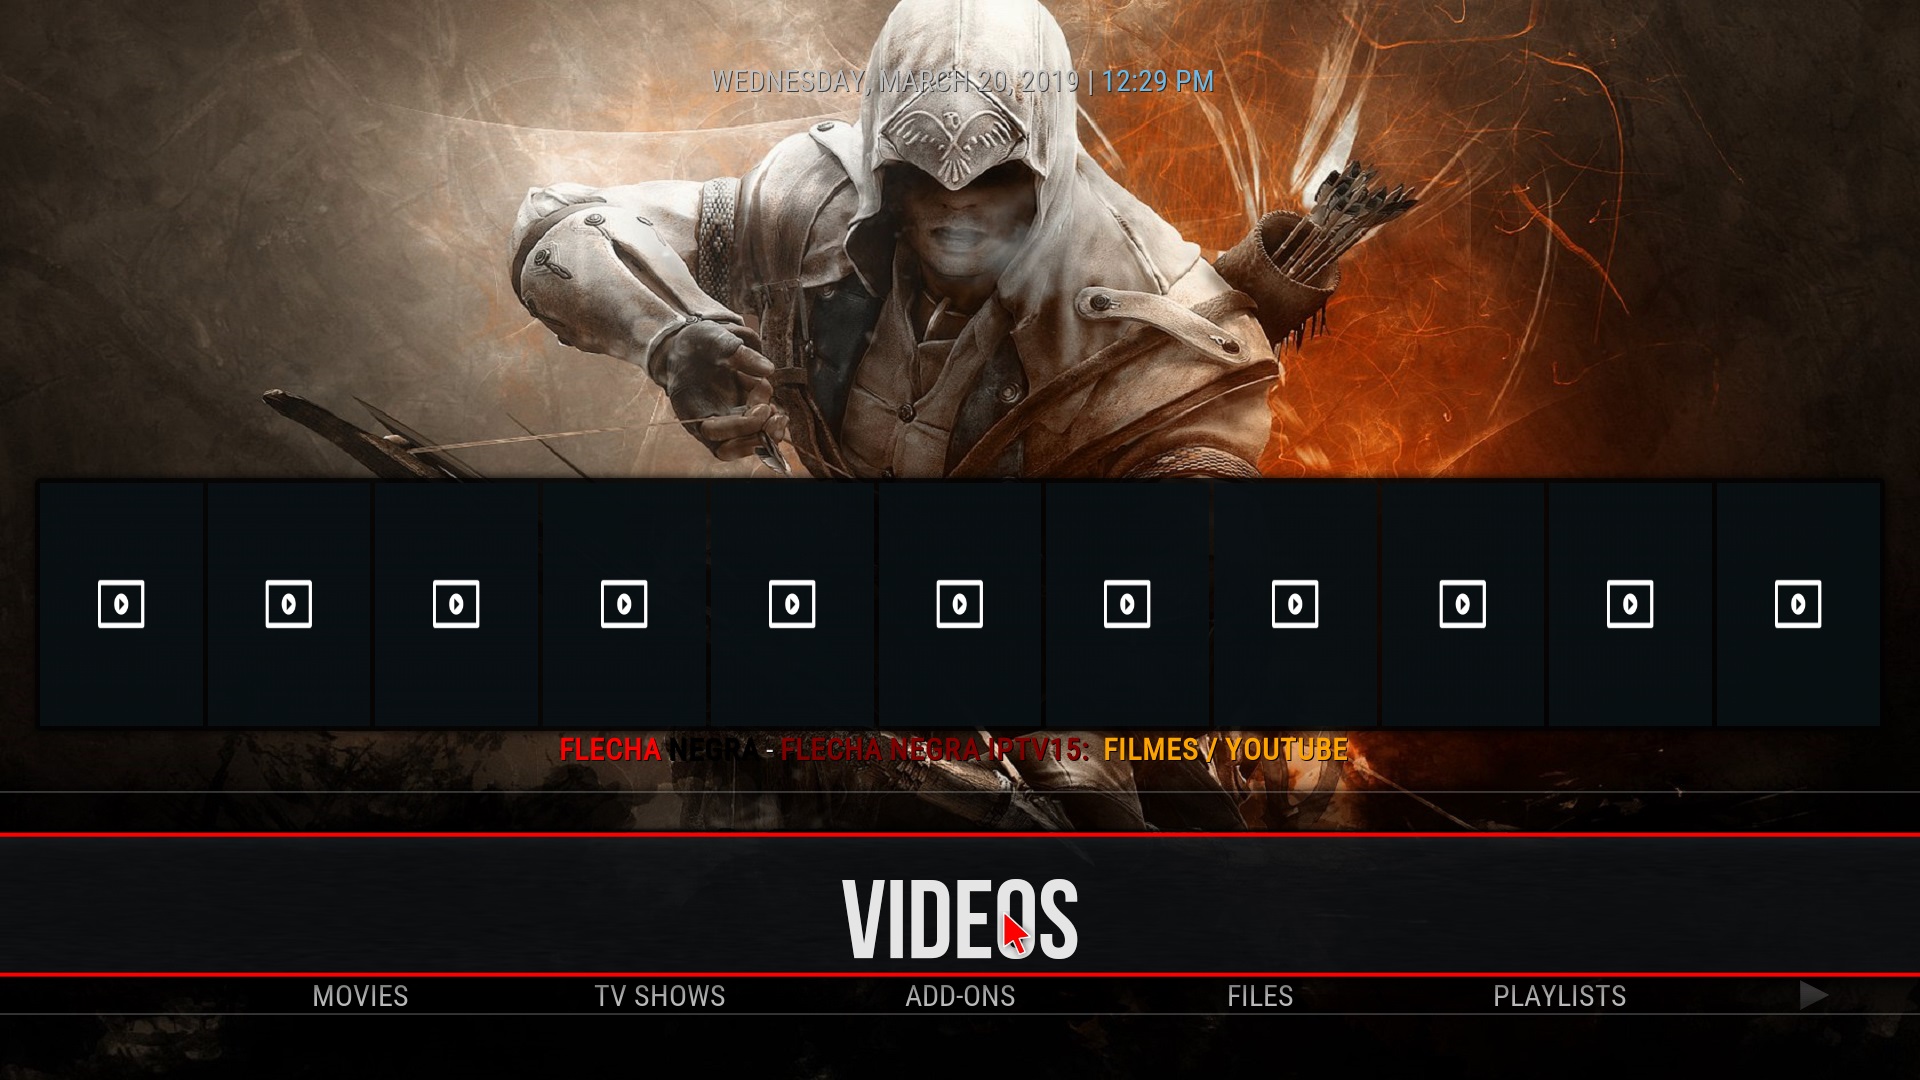 WEDNESDAY, MARCH 20, 2019 | 12:29 PM
FLECHA NEGRA - FLECHA NEGRA IPTV15: FILMES / YOUTUBE
VIDEOS
MOVIES TV SHOWS ADD-ONS FILES PLAYLISTS